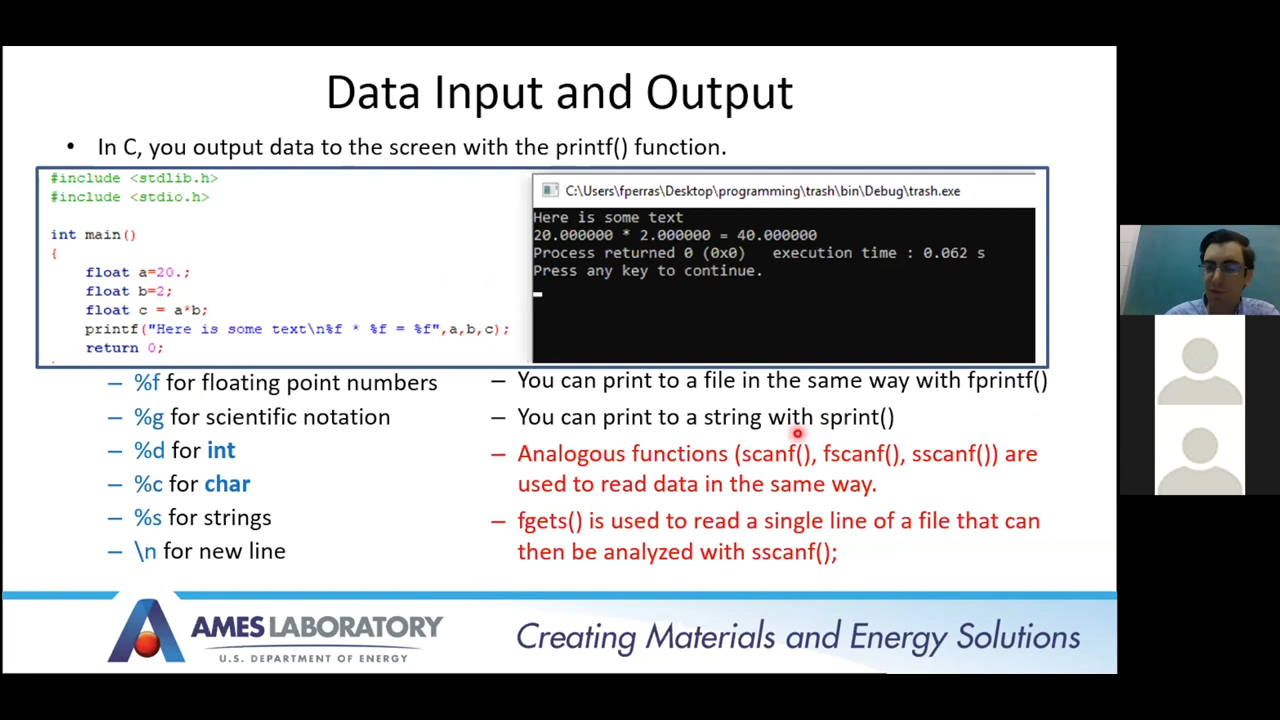 Data Input and Output
• In C, you output data to the screen with the printf() function.
#include <stdlib.h>
#include <stdio.h>
int main()
{
float a=20.;
float b=2;
float c = a*b;
printf("Here is some text\n%f * %f = %f",a,b,c);
return 0;
C:\Users\fperras\Desktop\programming\trash\bin\Debug\trash.exe
Here is some text
20.000000 * 2.000000 = 40.000000
Process returned 0 (0x0)   execution time : 0.062 s
Press any key to continue.
– %f for floating point numbers
– %g for scientific notation
– %d for int
– %c for char
– %s for strings
– \n for new line
– You can print to a file in the same way with fprintf()
– You can print to a string with sprint()
– Analogous functions (scanf(), fscanf(), sscanf()) are
used to read data in the same way.
– fgets() is used to read a single line of a file that can
then be analyzed with sscanf();
AMES LABORATORY
U.S. DEPARTMENT OF ENERGY
Creating Materials and Energy Solutions